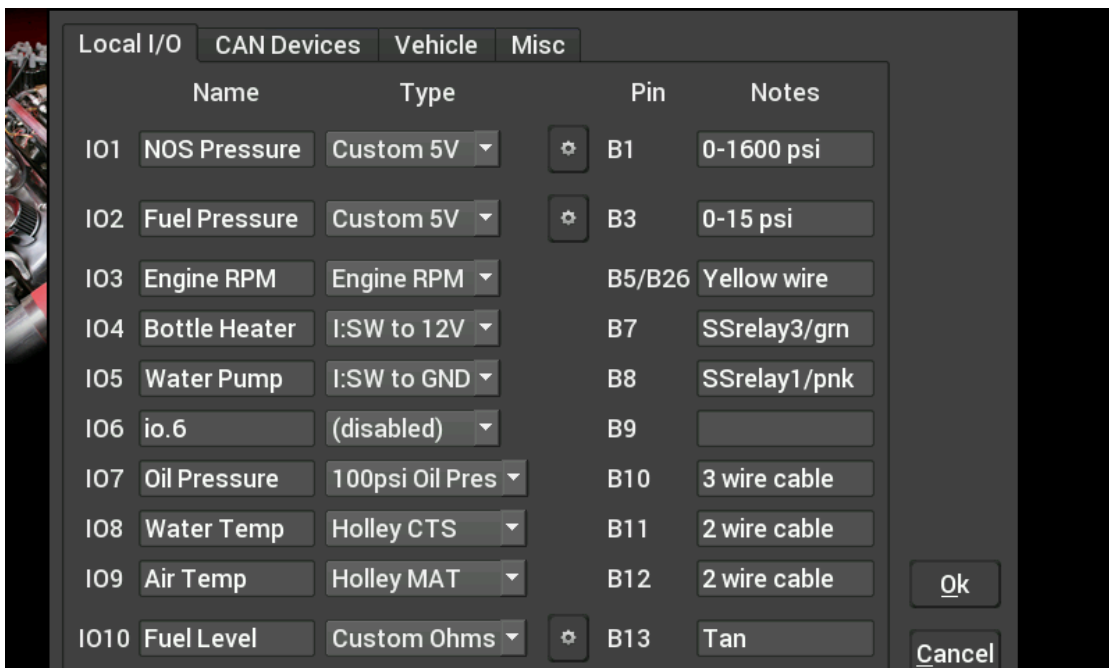 Local I/O CAN Devices Vehicle Misc
Name Type Pin Notes
IO1 NOS Pressure Custom 5V B1 0-1600 psi
IO2 Fuel Pressure Custom 5V B3 0-15 psi
IO3 Engine RPM Engine RPM B5/B26 Yellow wire
IO4 Bottle Heater I:SW to 12V B7 SSrelay3/grn
IO5 Water Pump I:SW to GND B8 SSrelay1/pnk
IO6 io.6 (disabled) B9
IO7 Oil Pressure 100psi Oil Pres B10 3 wire cable
IO8 Water Temp Holley CTS B11 2 wire cable
IO9 Air Temp Holley MAT B12 2 wire cable
Ok
IO10 Fuel Level Custom Ohms B13 Tan
Cancel